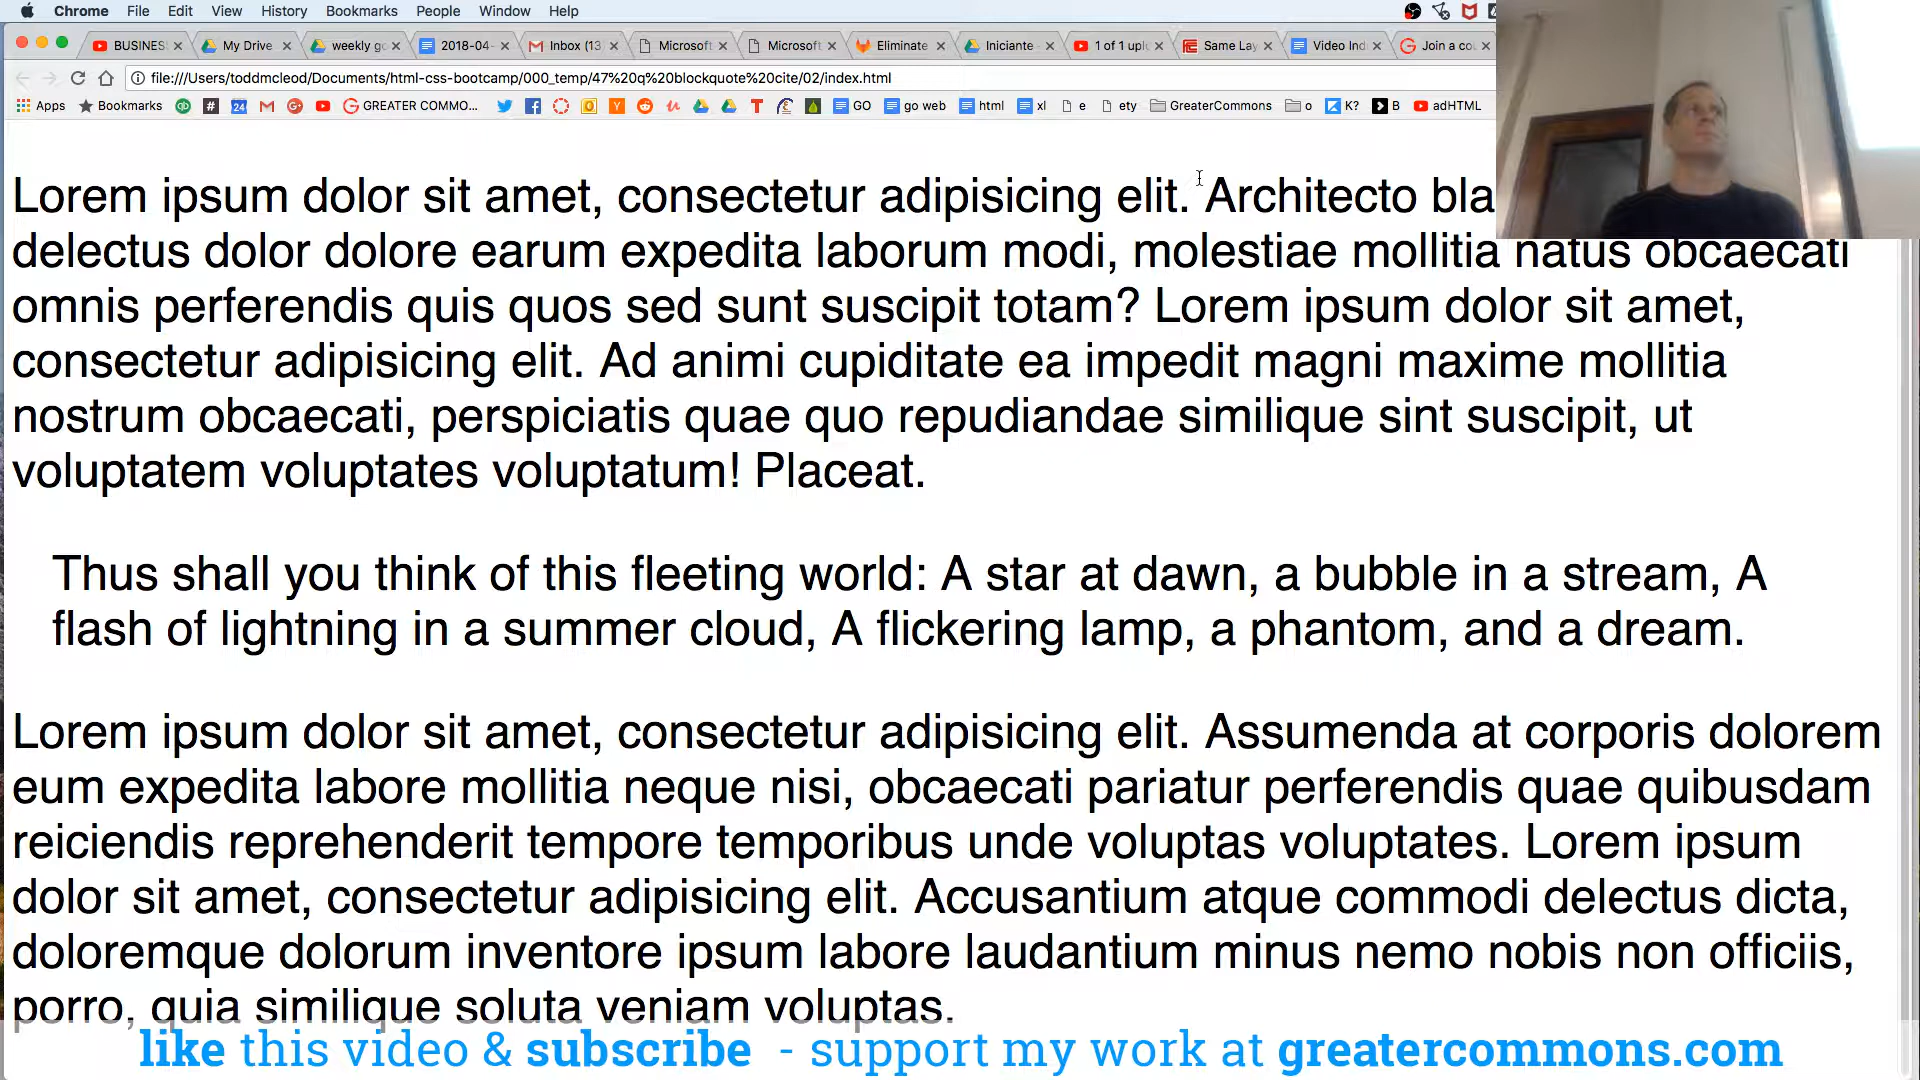 Chrome File Edit View History Bookmarks People Window Help
BUSINES My Drive weekly go 2018-04- Inbox (13 Microsoft Microsoft Eliminate Iniciante 1 of 1 uplo Same Lay Video Ind Join a co
file:///Users/toddmcleod/Documents/html-css-bootcamp/000_temp/47%20q%20blockquote%20cite/02/index.html
Apps Bookmarks GREATER COMMO... GO go web html xl e ety GreaterCommons o K? B adHTML
Lorem ipsum dolor sit amet, consectetur adipisicing elit. Architecto bla
delectus dolor dolore earum expedita laborum modi, molestiae mollitia natus obcaecati
omnis perferendis quis quos sed sunt suscipit totam? Lorem ipsum dolor sit amet,
consectetur adipisicing elit. Ad animi cupiditate ea impedit magni maxime mollitia
nostrum obcaecati, perspiciatis quae quo repudiandae similique sint suscipit, ut
voluptatem voluptates voluptatum! Placeat.
Thus shall you think of this fleeting world: A star at dawn, a bubble in a stream, A
flash of lightning in a summer cloud, A flickering lamp, a phantom, and a dream.
Lorem ipsum dolor sit amet, consectetur adipisicing elit. Assumenda at corporis dolorem
eum expedita labore mollitia neque nisi, obcaecati pariatur perferendis quae quibusdam
reiciendis reprehenderit tempore temporibus unde voluptas voluptates. Lorem ipsum
dolor sit amet, consectetur adipisicing elit. Accusantium atque commodi delectus dicta,
doloremque dolorum inventore ipsum labore laudantium minus nemo nobis non officiis,
porro, quia similique soluta veniam voluptas.
like this video & subscribe - support my work at greatercommons.com